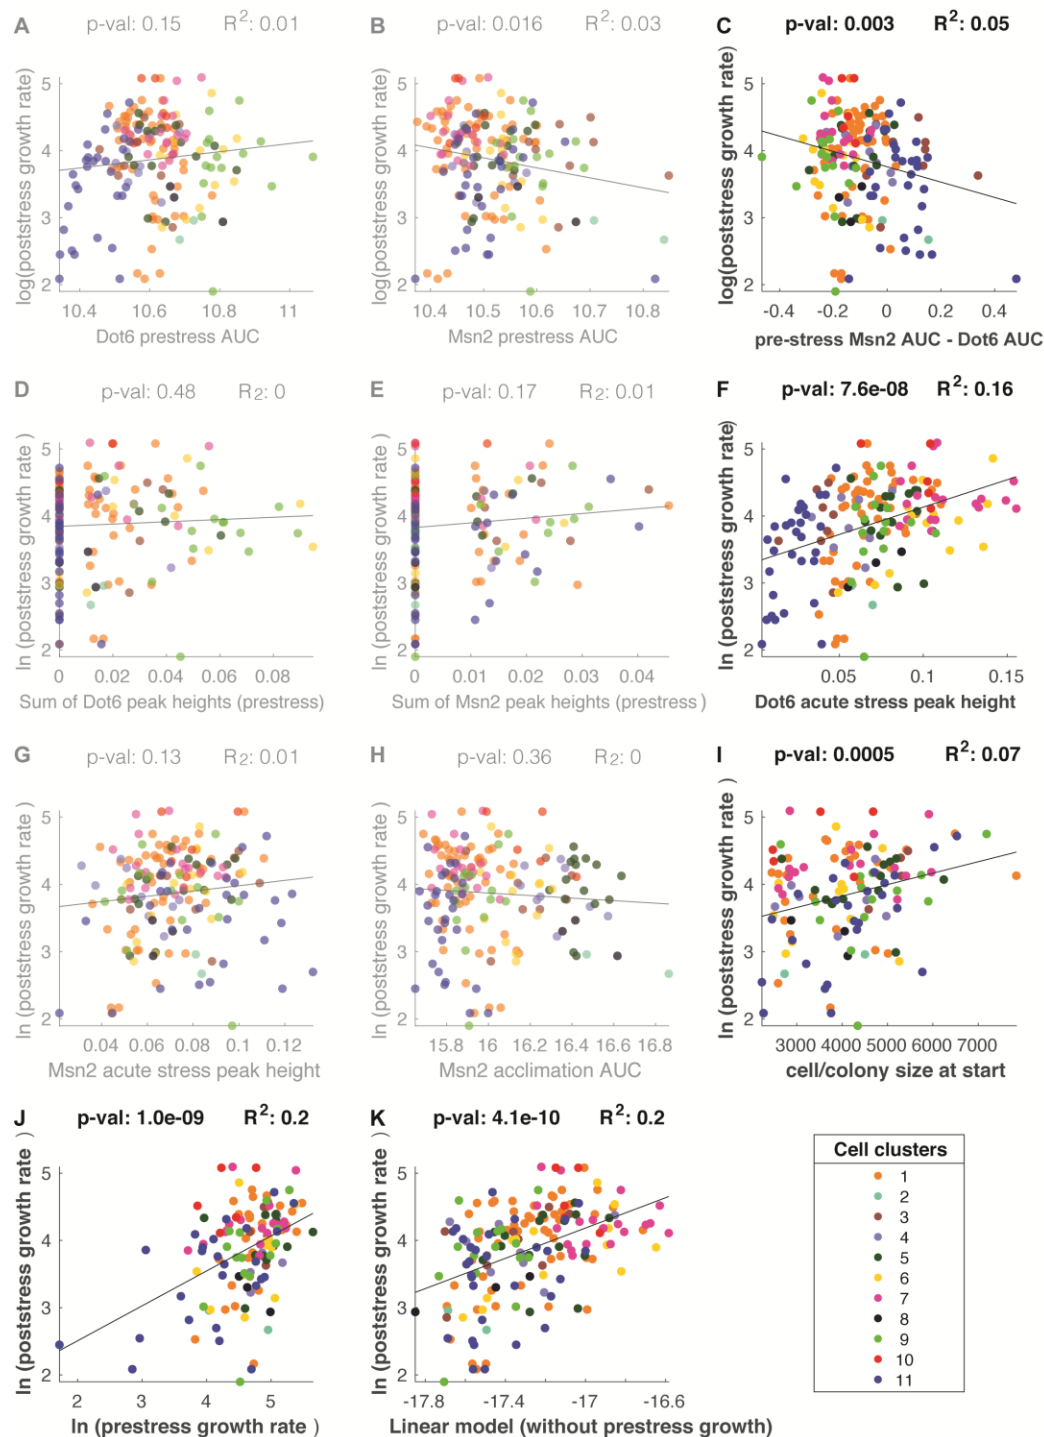 A p-val: 0.15 R²: 0.01
log(poststress growth rate)
5
4
3
2
10.4 10.6 10.8 11
Dot6 prestress AUC
B p-val: 0.016 R²: 0.03
log(poststress growth rate)
5
4
3
2
10.4 10.5 10.6 10.7 10.8
Msn2 prestress AUC
C p-val: 0.003 R²: 0.05
log(poststress growth rate)
5
4
3
2
-0.4 -0.2 0 0.2 0.4
pre-stress Msn2 AUC - Dot6 AUC
D p-val: 0.48 R2: 0
ln (poststress growth rate )
5
4
3
2
0 0.02 0.04 0.06 0.08
Sum of Dot6 peak heights (prestress)
E p-val: 0.17 R2: 0.01
ln (poststress growth rate )
5
4
3
2
0 0.01 0.02 0.03 0.04
Sum of Msn2 peak heights (prestress )
F p-val: 7.6e-08 R²: 0.16
ln (poststress growth rate)
5
4
3
2
0.05 0.1 0.15
Dot6 acute stress peak height
G p-val: 0.13 R2: 0.01
ln (poststress growth rate )
5
4
3
2
0.04 0.06 0.08 0.1 0.12
Msn2 acute stress peak height
H p-val: 0.36 R2: 0
ln (poststress growth rate )
5
4
3
2
15.8 16 16.2 16.4 16.6 16.8
Msn2 acclimation AUC
I p-val: 0.0005 R²: 0.07
ln (poststress growth rate )
5
4
3
2
3000 4000 5000 6000 7000
cell/colony size at start
J p-val: 1.0e-09 R²: 0.2
ln (poststress growth rate )
5
4
3
2
2 3 4 5
ln (prestress growth rate )
K p-val: 4.1e-10 R²: 0.2
ln (poststress growth rate )
5
4
3
2
-17.8 -17.4 -17 -16.6
Linear model (without prestress growth)
Cell clusters
1
2
3
4
5
6
7
8
9
10
11